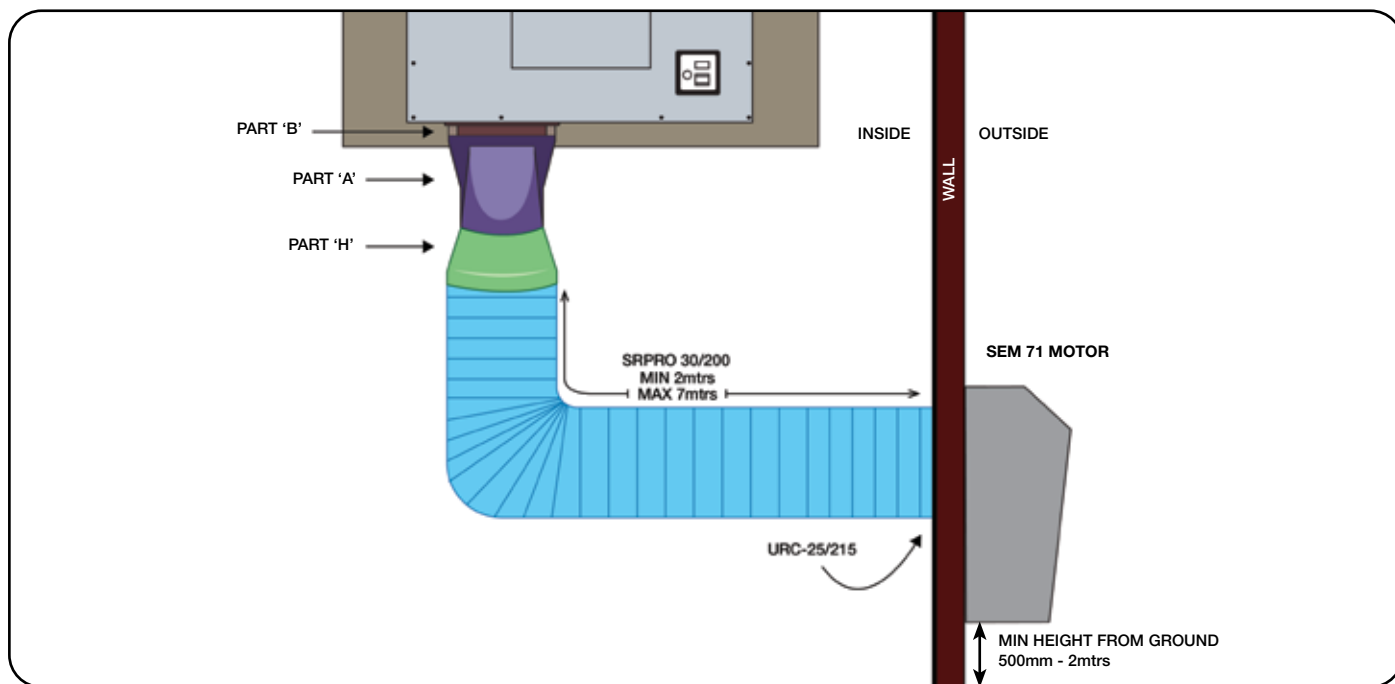 PART ‘B’
INSIDE
OUTSIDE
PART ‘A’
WALL
PART ‘H’
SEM 71 MOTOR
SRPRO 30/200
MIN 2mtrs
MAX 7mtrs
URC-25/215
MIN HEIGHT FROM GROUND
500mm - 2mtrs